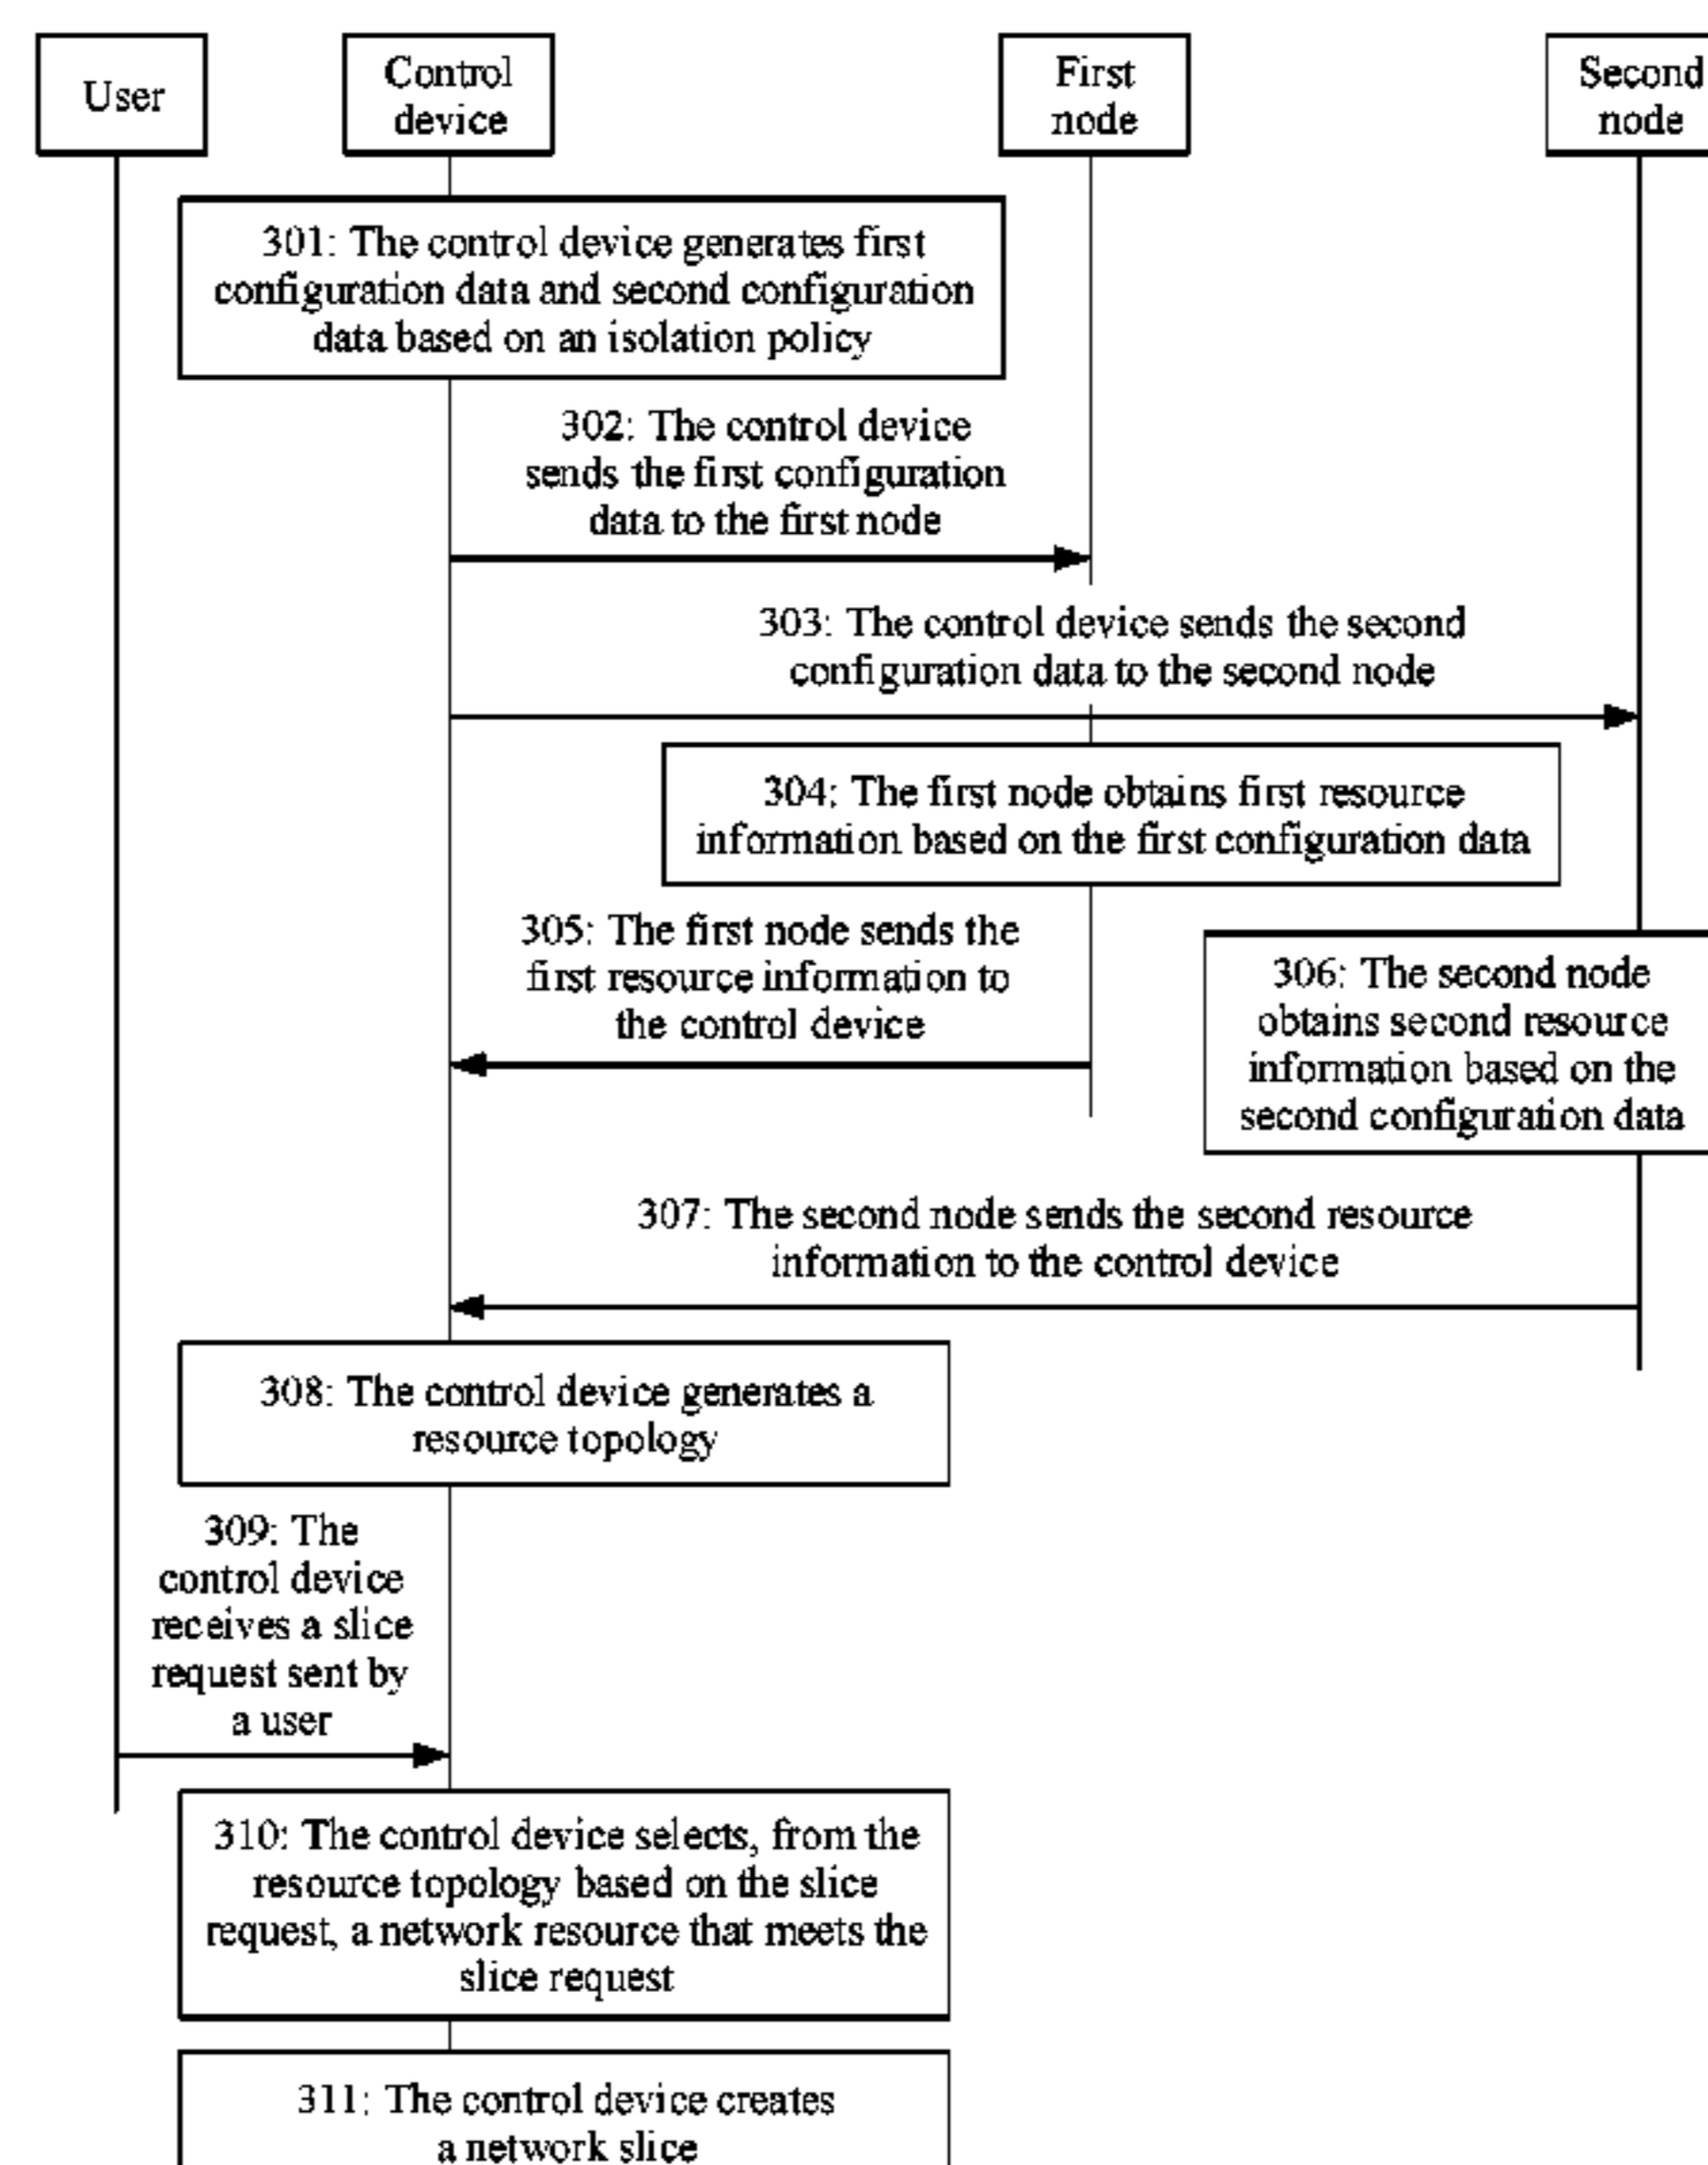 User
Control
device
First
node
Second
node
301: The control device generates first
configuration data and second configuration
data based on an isolation policy
302: The control device
sends the first configuration
data to the first node
303: The control device sends the second
configuration data to the second node
304: The first node obtains first resource
information based on the first configuration data
305: The first node sends the
first resource information to
the control device
306: The second node
obtains second resource
information based on the
second configuration data
307: The second node sends the second resource
information to the control device
308: The control device generates a
resource topology
309: The
control device
receives a slice
request sent by
a user
310: The control device selects, from the
resource topology based on the slice
request, a network resource that meets the
slice request
311: The control device creates
a network slice